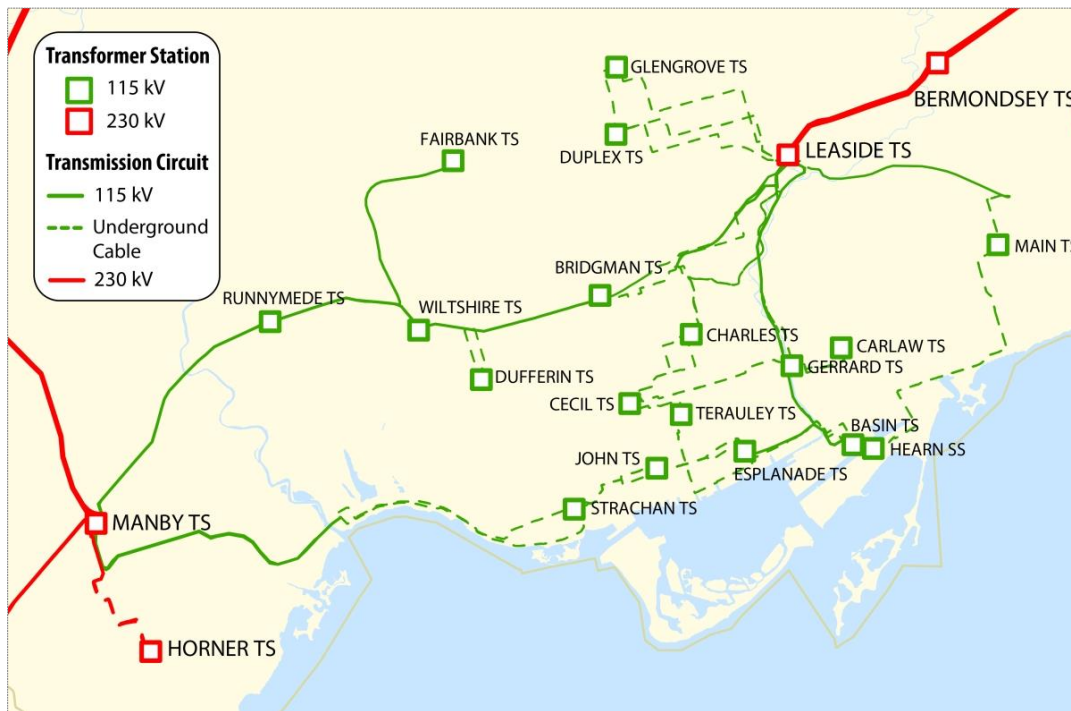 Transformer Station
115 kV
230 kV
Transmission Circuit
115 kV
Underground
Cable
230 kV
GLENGROVE TS
BERMONDSEY TS
FAIRBANK TS
DUPLEX TS
LEASIDE TS
MAIN TS
BRIDGMAN TS
RUNNYMEDE TS
WILTSHIRE TS
CHARLES TS
CARLAW TS
GERRARD TS
DUFFERIN TS
CECIL TS
TERAULEY TS
BASIN TS
HEARN SS
JOHN TS
ESPLANADE TS
STRACHAN TS
MANBY TS
HORNER TS